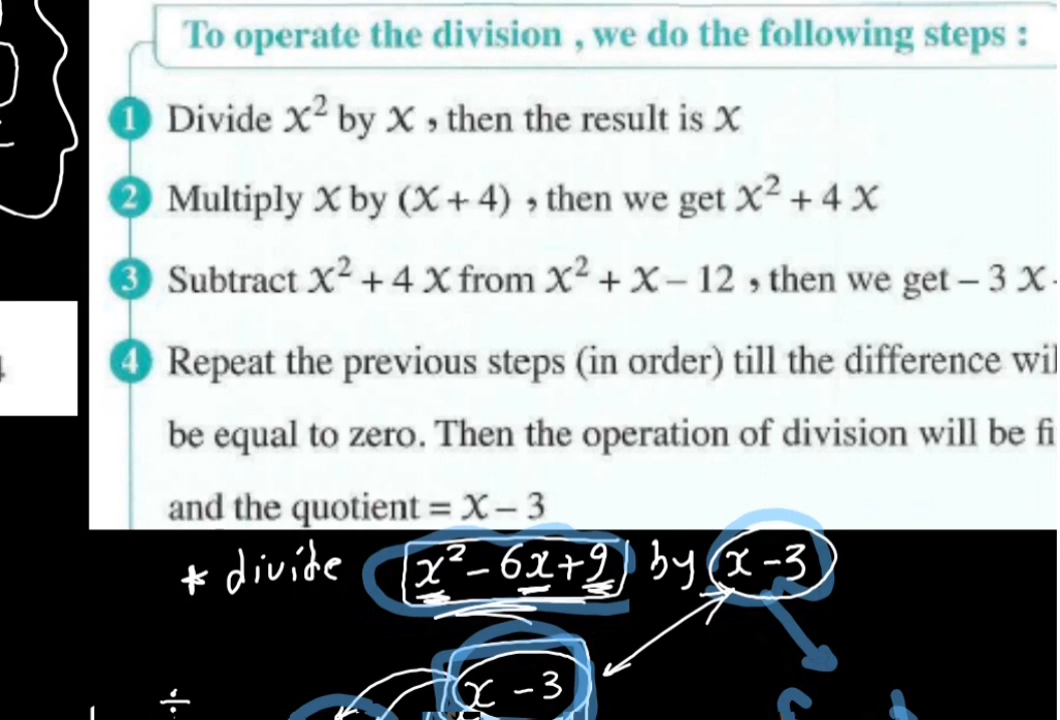 To operate the division , we do the following steps :
1 Divide x² by x , then the result is x
2 Multiply x by (x + 4) , then we get x² + 4 x
3 Subtract x² + 4 x from x² + x – 12 , then we get – 3 x
4 Repeat the previous steps (in order) till the difference
be equal to zero. Then the operation of division will be
and the quotient = x – 3
* divide x² – 6x + 9 by x – 3
x – 3
÷